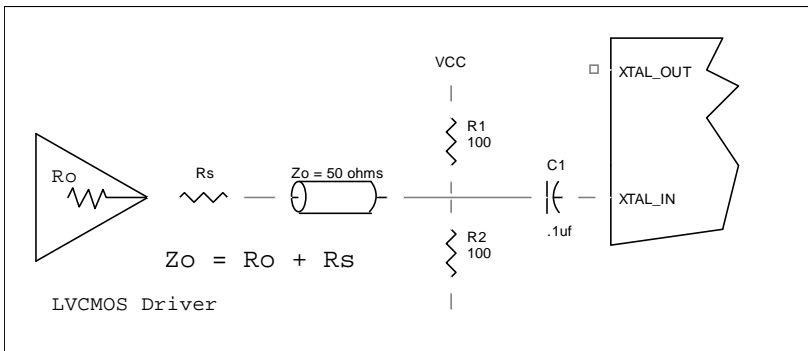 VCC
XTAL_OUT
R1
100
Ro
Rs
Zo = 50 ohms
C1
XTAL_IN
.1uf
R2
100
Zo = Ro + Rs
LVCMOS Driver